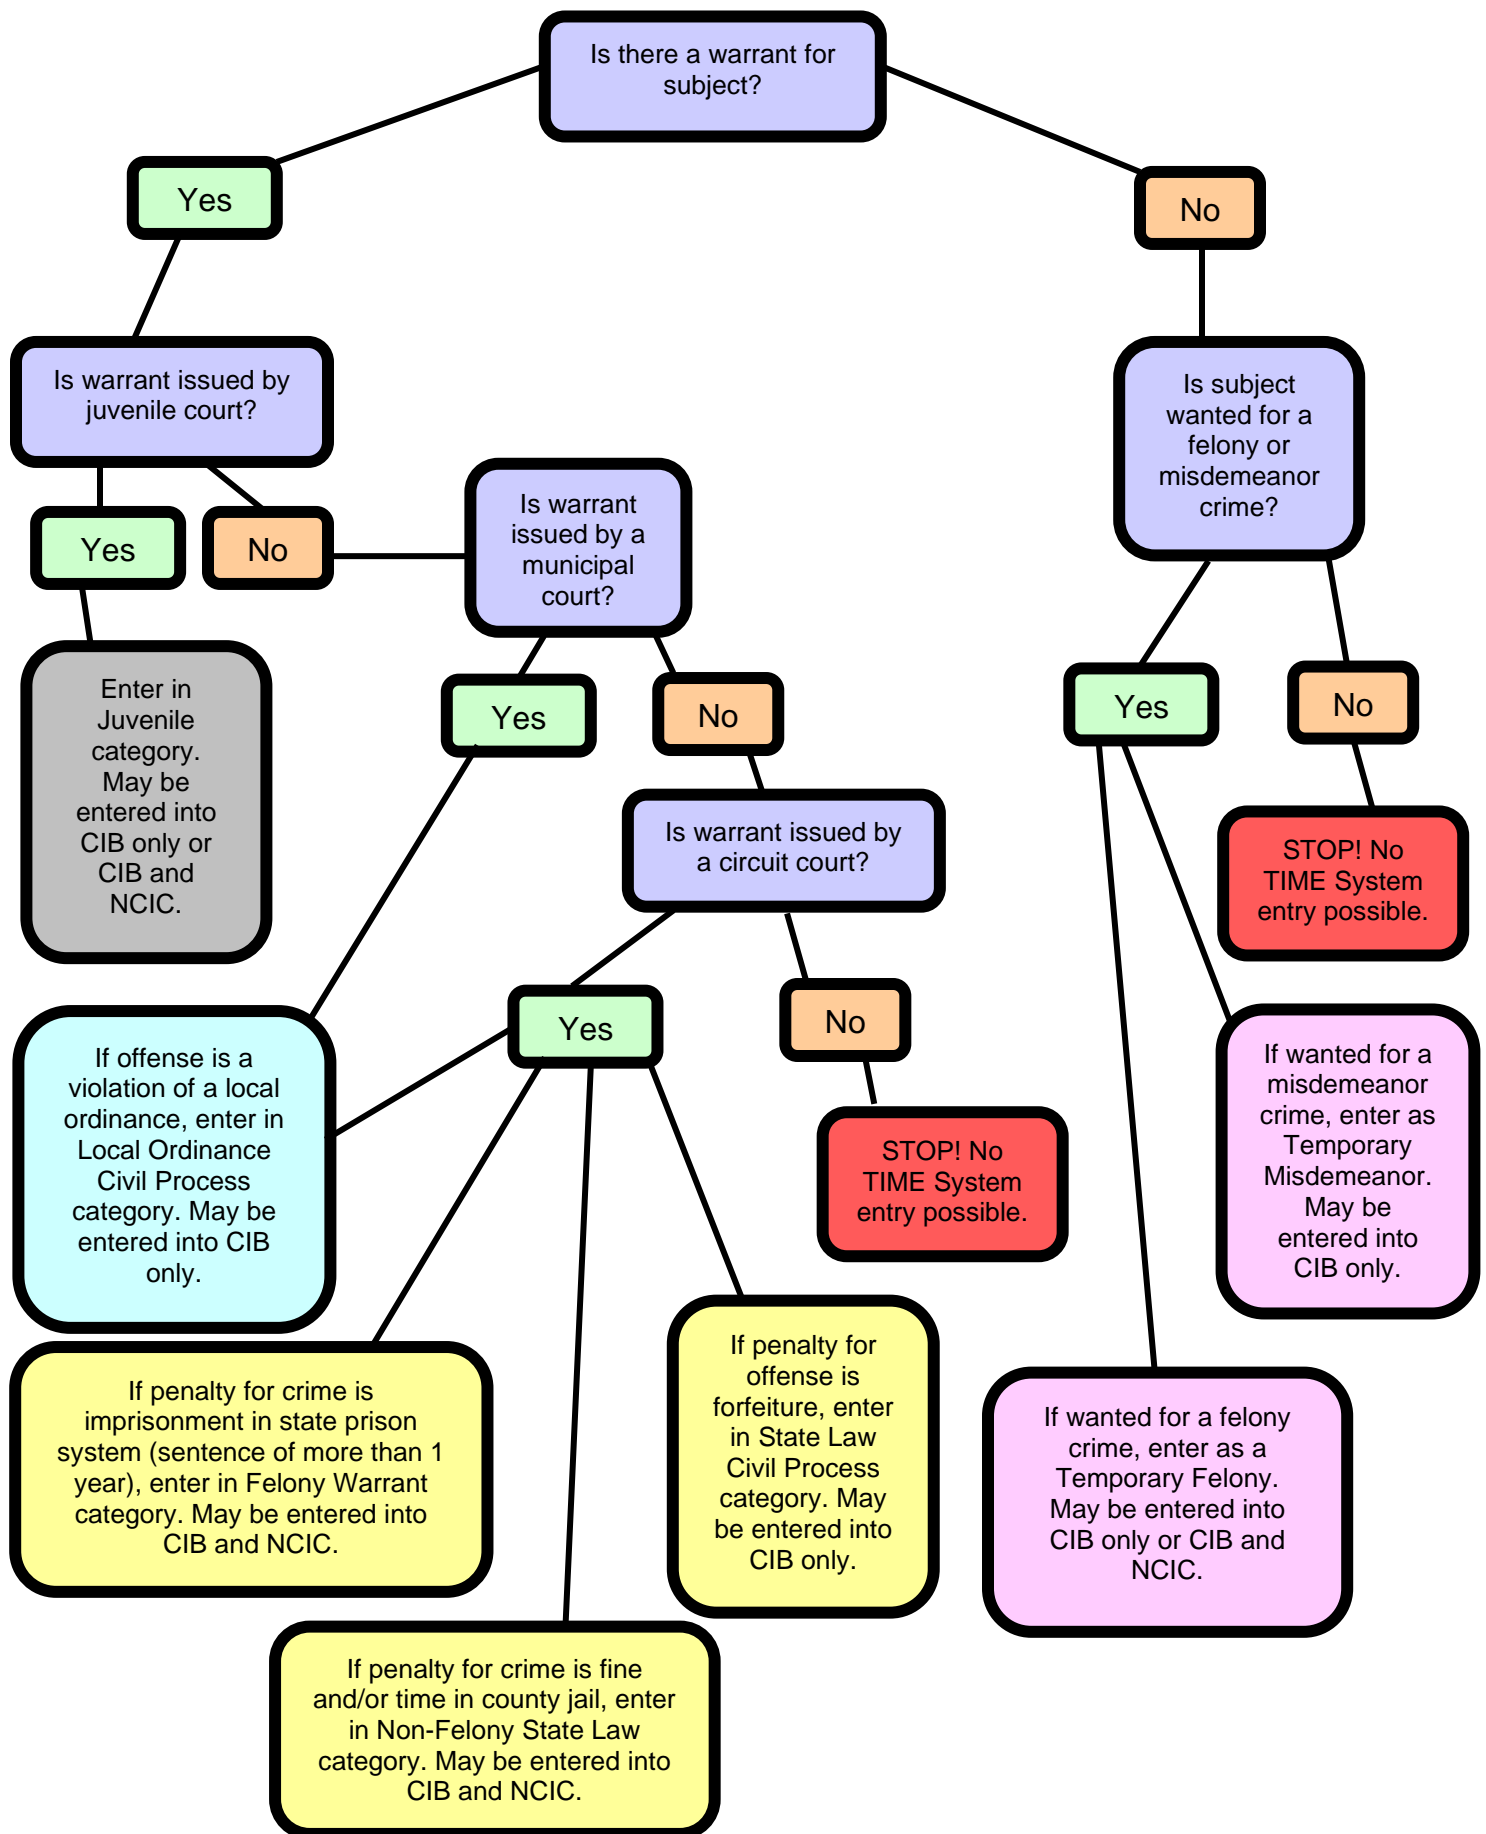 Is there a warrant for
subject?
Yes
No
Is warrant issued by
juvenile court?
Is subject
wanted for a
felony or
misdemeanor
crime?
Yes
No
Is warrant
issued by a
municipal
court?
Enter in
Juvenile
category.
May be
entered into
CIB only or
CIB and
NCIC.
Yes
No
Yes
No
Is warrant issued by
a circuit court?
STOP! No
TIME System
entry possible.
Yes
No
If offense is a
violation of a local
ordinance, enter in
Local Ordinance
Civil Process
category. May be
entered into CIB
only.
STOP! No
TIME System
entry possible.
If wanted for a
misdemeanor
crime, enter as
Temporary
Misdemeanor.
May be
entered into
CIB only.
If penalty for crime is
imprisonment in state prison
system (sentence of more than 1
year), enter in Felony Warrant
category. May be entered into
CIB and NCIC.
If penalty for
offense is
forfeiture, enter
in State Law
Civil Process
category. May
be entered into
CIB only.
If wanted for a felony
crime, enter as a
Temporary Felony.
May be entered into
CIB only or CIB and
NCIC.
If penalty for crime is fine
and/or time in county jail, enter
in Non-Felony State Law
category. May be entered into
CIB and NCIC.